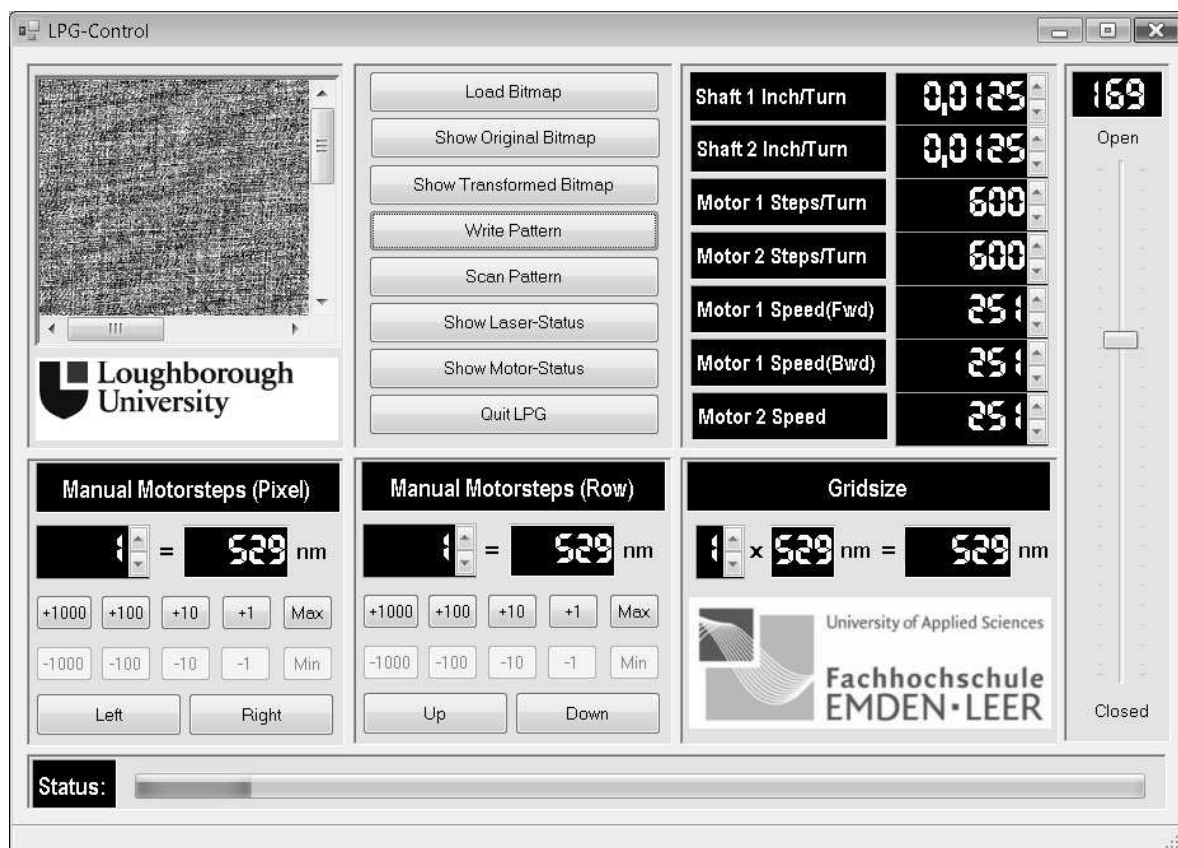 LPG-Control
Load Bitmap
Show Original Bitmap
Show Transformed Bitmap
Write Pattern
Scan Pattern
Show Laser-Status
Show Motor-Status
Quit LPG
Loughborough
University
Shaft 1 Inch/Turn 0,0125
Shaft 2 Inch/Turn 0,0125
Motor 1 Steps/Turn 600
Motor 2 Steps/Turn 600
Motor 1 Speed(Fwd) 251
Motor 1 Speed(Bwd) 251
Motor 2 Speed 251
169
Open
Closed
Manual Motorsteps (Pixel)
1 = 529 nm
+1000 +100 +10 +1 Max
-1000 -100 -10 -1 Min
Left Right
Manual Motorsteps (Row)
1 = 529 nm
+1000 +100 +10 +1 Max
-1000 -100 -10 -1 Min
Up Down
Gridsize
1 x 529 nm = 529 nm
University of Applied Sciences
Fachhochschule
EMDEN•LEER
Status: